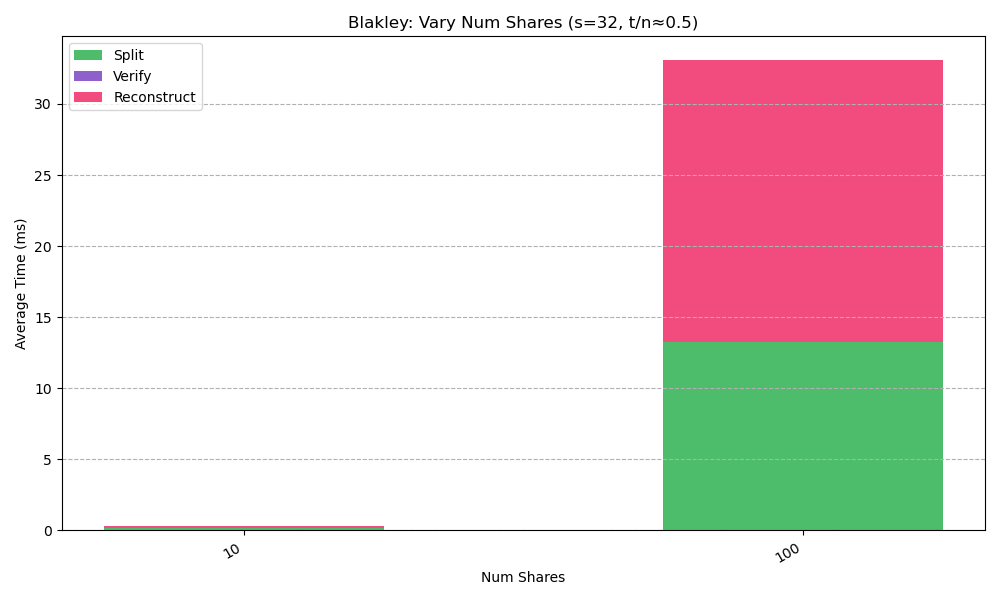 Blakley: Vary Num Shares (s=32, t/n≈0.5)
Split
Verify
Reconstruct
Average Time (ms)
30
25
20
15
10
5
0
10
100
Num Shares